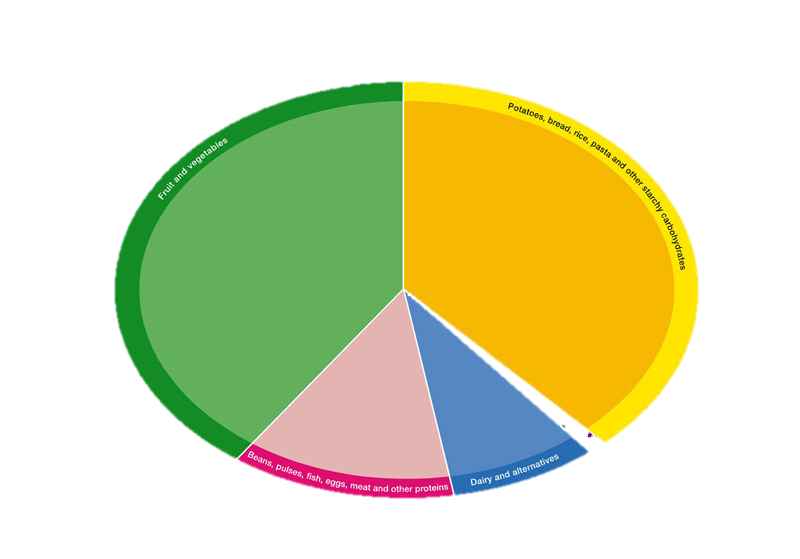 Fruit and vegetables
Potatoes, bread, rice, pasta and other starchy carbohydrates
Beans, pulses, fish, eggs, meat and other proteins
Dairy and alternatives